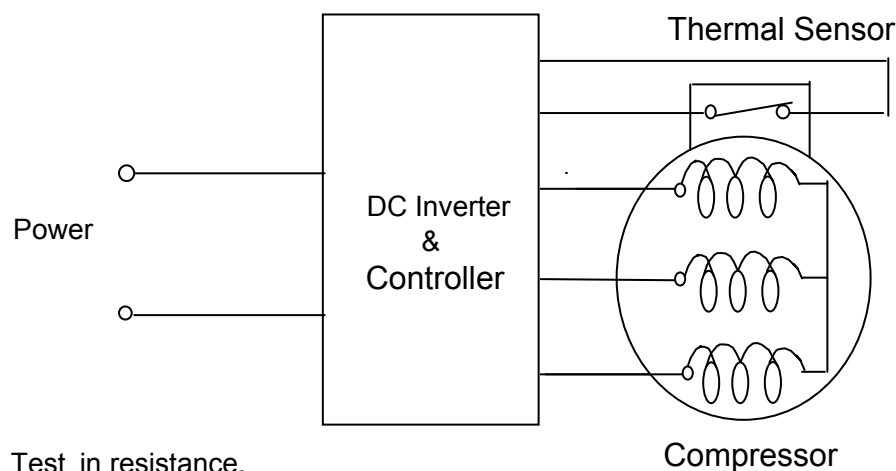 Thermal Sensor
Power
DC Inverter
&
Controller
Compressor
Test in resistance.